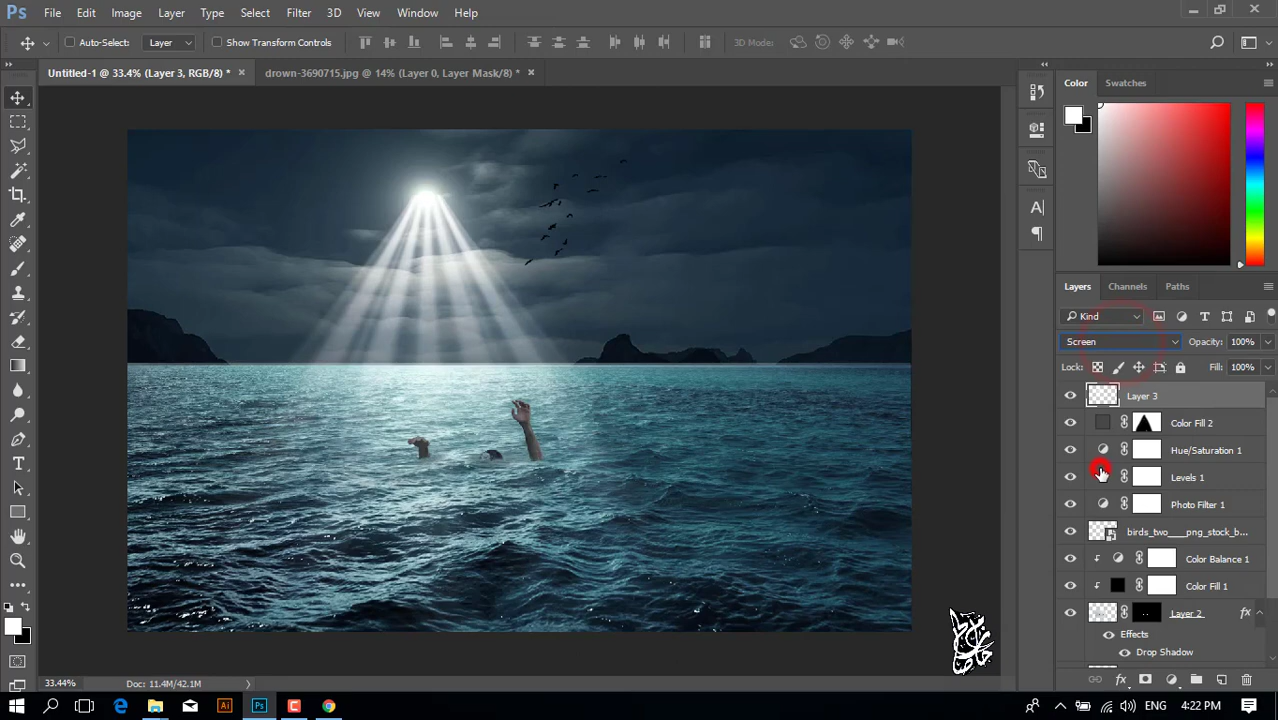 Ps File Edit Image Layer Type Select Filter 3D View Window Help
Auto-Select: Layer Show Transform Controls 3D Mode:
Untitled-1 @ 33.4% (Layer 3, RGB/8) * drown-3690715.jpg @ 14% (Layer 0, Layer Mask/8) *
Color Swatches
Layers Channels Paths
Kind
Screen Opacity: 100%
Lock: Fill: 100%
Layer 3
Color Fill 2
Hue/Saturation 1
Levels 1
Photo Filter 1
birds_two___png_stock_b...
Color Balance 1
Color Fill 1
Layer 2 fx
Effects
Drop Shadow
33.44% Doc: 11.4M/42.1M
ENG 4:22 PM